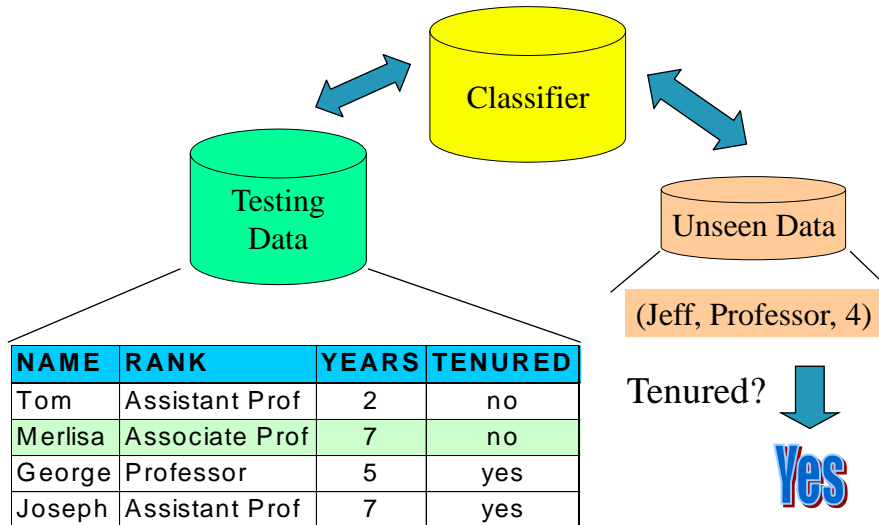 Classifier
Testing
Data
Unseen Data
(Jeff, Professor, 4)
NAME RANK YEARS TENURED
Tom Assistant Prof 2 no
Merlisa Associate Prof 7 no
George Professor 5 yes
Joseph Assistant Prof 7 yes
Tenured?
Yes